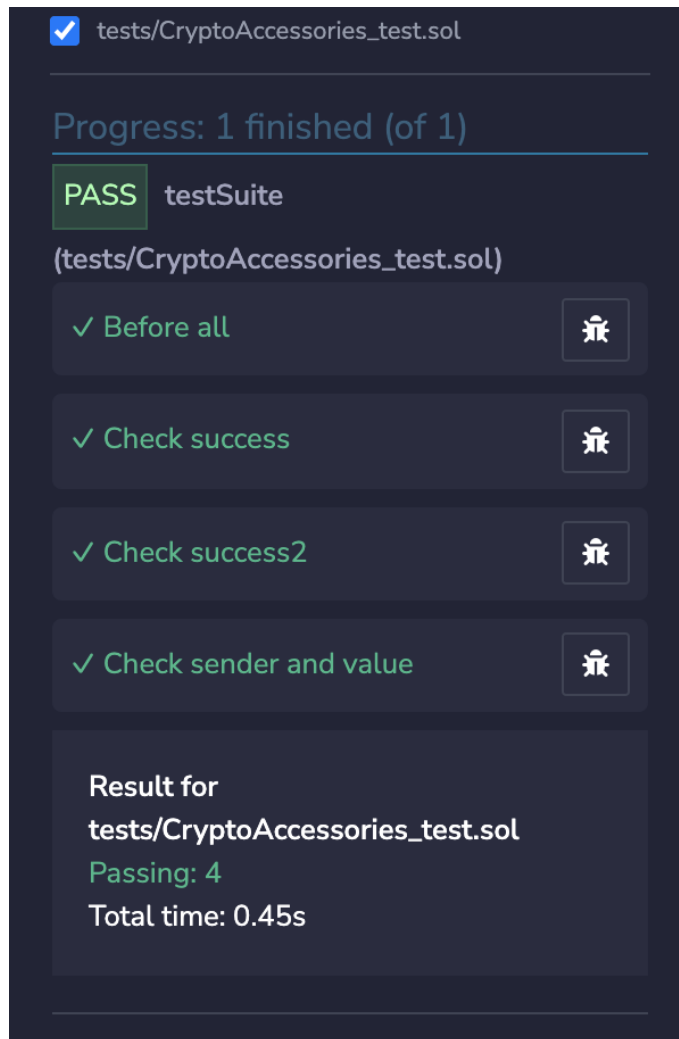 tests/CryptoAccessories_test.sol
Progress: 1 finished (of 1)
PASS testSuite
(tests/CryptoAccessories_test.sol)
✓ Before all
✓ Check success
✓ Check success2
✓ Check sender and value
Result for
tests/CryptoAccessories_test.sol
Passing: 4
Total time: 0.45s